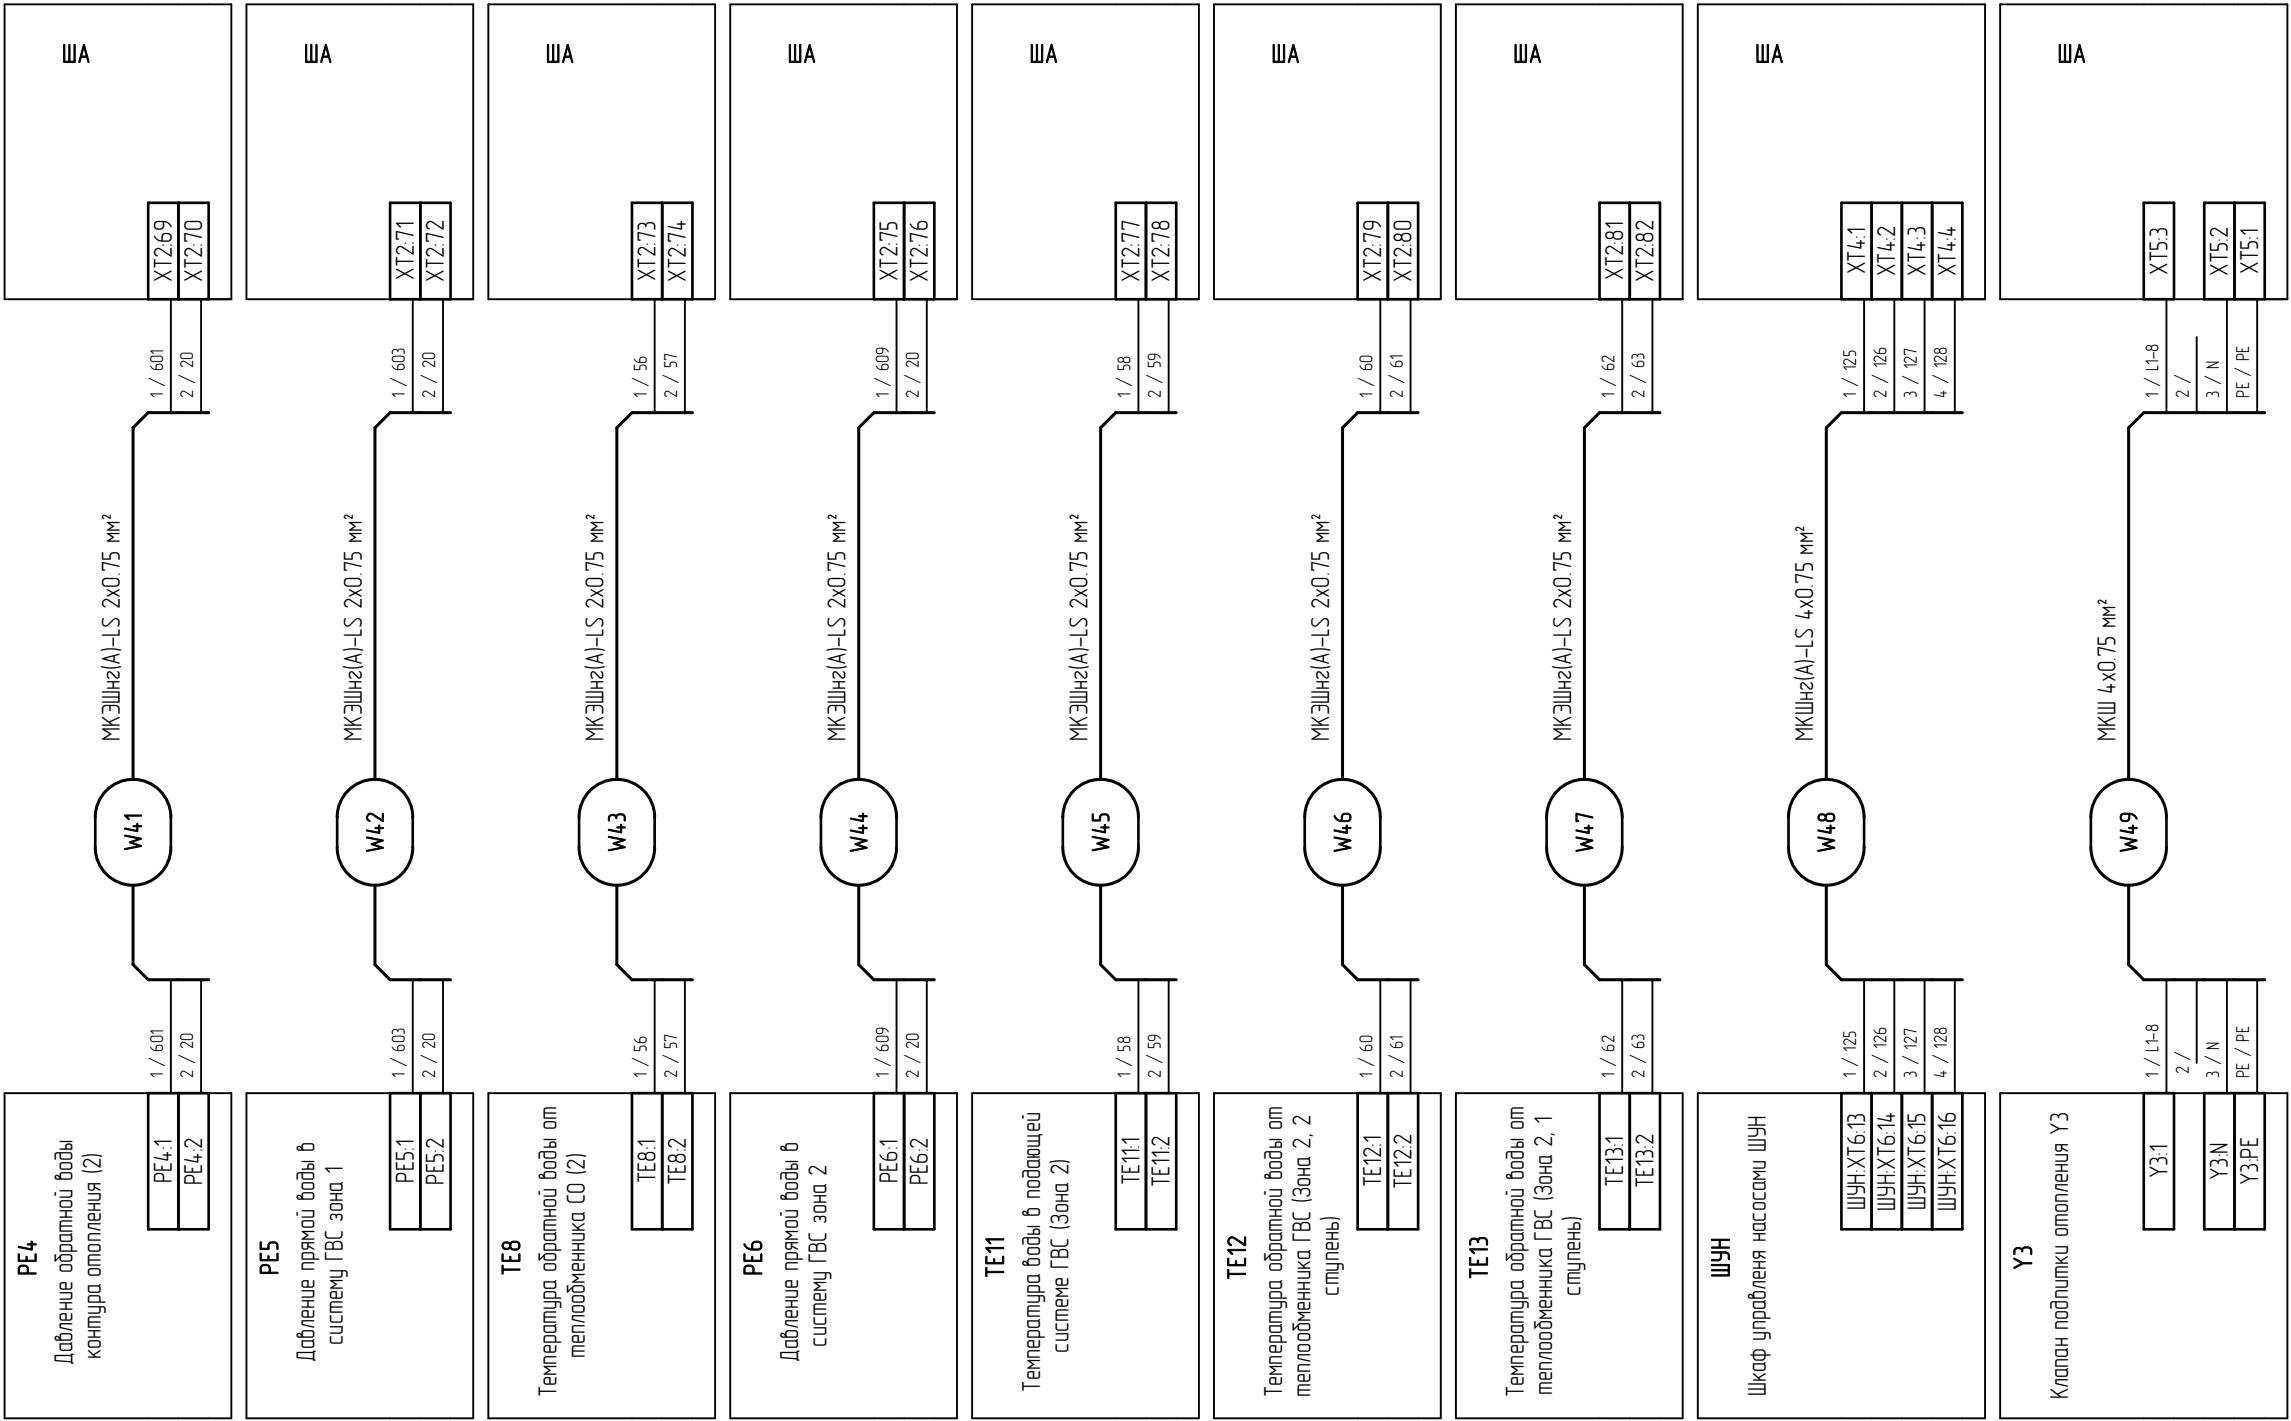 ША
XT2:69
XT2:70
1 / 601
2 / 20
МКЭШнг(А)-LS 2х0.75 мм²
W41
1 / 601
2 / 20
PE4:1
PE4:2
PE4
Давление обратной воды
контура отопления (2)
ША
XT2:71
XT2:72
1 / 603
2 / 20
МКЭШнг(А)-LS 2х0.75 мм²
W42
1 / 603
2 / 20
PE5:1
PE5:2
PE5
Давление прямой воды в
систему ГВС зона 1
ША
XT2:73
XT2:74
1 / 56
2 / 57
МКЭШнг(А)-LS 2х0.75 мм²
W43
1 / 56
2 / 57
TE8:1
TE8:2
TE8
Температура обратной воды от
теплообменника СО (2)
ША
XT2:75
XT2:76
1 / 609
2 / 20
МКЭШнг(А)-LS 2х0.75 мм²
W44
1 / 609
2 / 20
PE6:1
PE6:2
PE6
Давление прямой воды в
систему ГВС зона 2
ША
XT2:77
XT2:78
1 / 58
2 / 59
МКЭШнг(А)-LS 2х0.75 мм²
W45
1 / 58
2 / 59
TE11:1
TE11:2
TE11
Температура воды в подающей
системе ГВС (Зона 2)
ША
XT2:79
XT2:80
1 / 60
2 / 61
МКЭШнг(А)-LS 2х0.75 мм²
W46
1 / 60
2 / 61
TE12:1
TE12:2
TE12
Температура обратной воды от
теплообменника ГВС (Зона 2, 2
ступень)
ША
XT2:81
XT2:82
1 / 62
2 / 63
МКЭШнг(А)-LS 2х0.75 мм²
W47
1 / 62
2 / 63
TE13:1
TE13:2
TE13
Температура обратной воды от
теплообменника ГВС (Зона 2, 1
ступень)
ША
XT4:1
XT4:2
XT4:3
XT4:4
1 / 125
2 / 126
3 / 127
4 / 128
МКШнг(А)-LS 4х0.75 мм²
W48
1 / 125
2 / 126
3 / 127
4 / 128
ШУН:XT6:13
ШУН:XT6:14
ШУН:XT6:15
ШУН:XT6:16
ШУН
Шкаф управленя насосами ШУН
ША
XT5:3
XT5:2
XT5:1
1 / L1-8
2 /
3 / N
PE / PE
МКШ 4х0.75 мм²
W49
1 / L1-8
2 /
3 / N
PE / PE
Y3:1
Y3:N
Y3:PE
Y3
Клапан подпитки отопления Y3